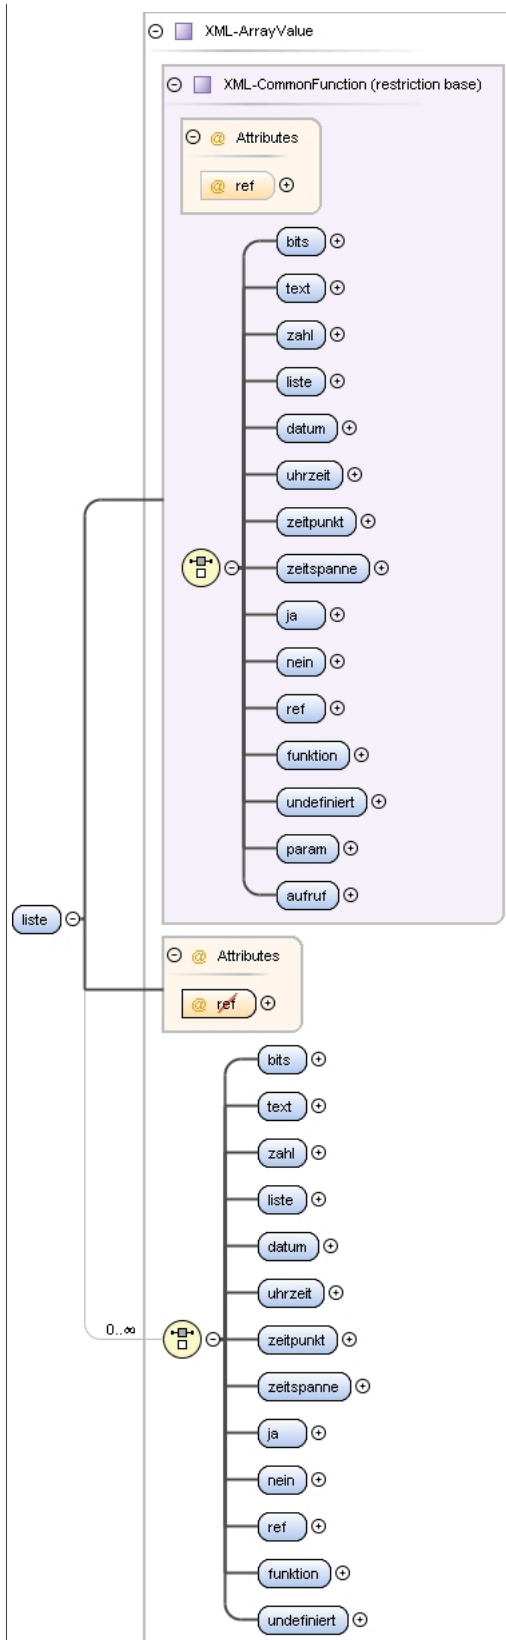 XML-ArrayValue
XML-CommonFunction (restriction base)
@ Attributes
@ ref
bits
text
zahl
liste
datum
uhrzeit
zeitpunkt
zeitspanne
ja
nein
ref
funktion
undefiniert
param
aufruf
liste
@ Attributes
@ ref
bits
text
zahl
liste
datum
uhrzeit
0..∞
zeitpunkt
zeitspanne
ja
nein
ref
funktion
undefiniert